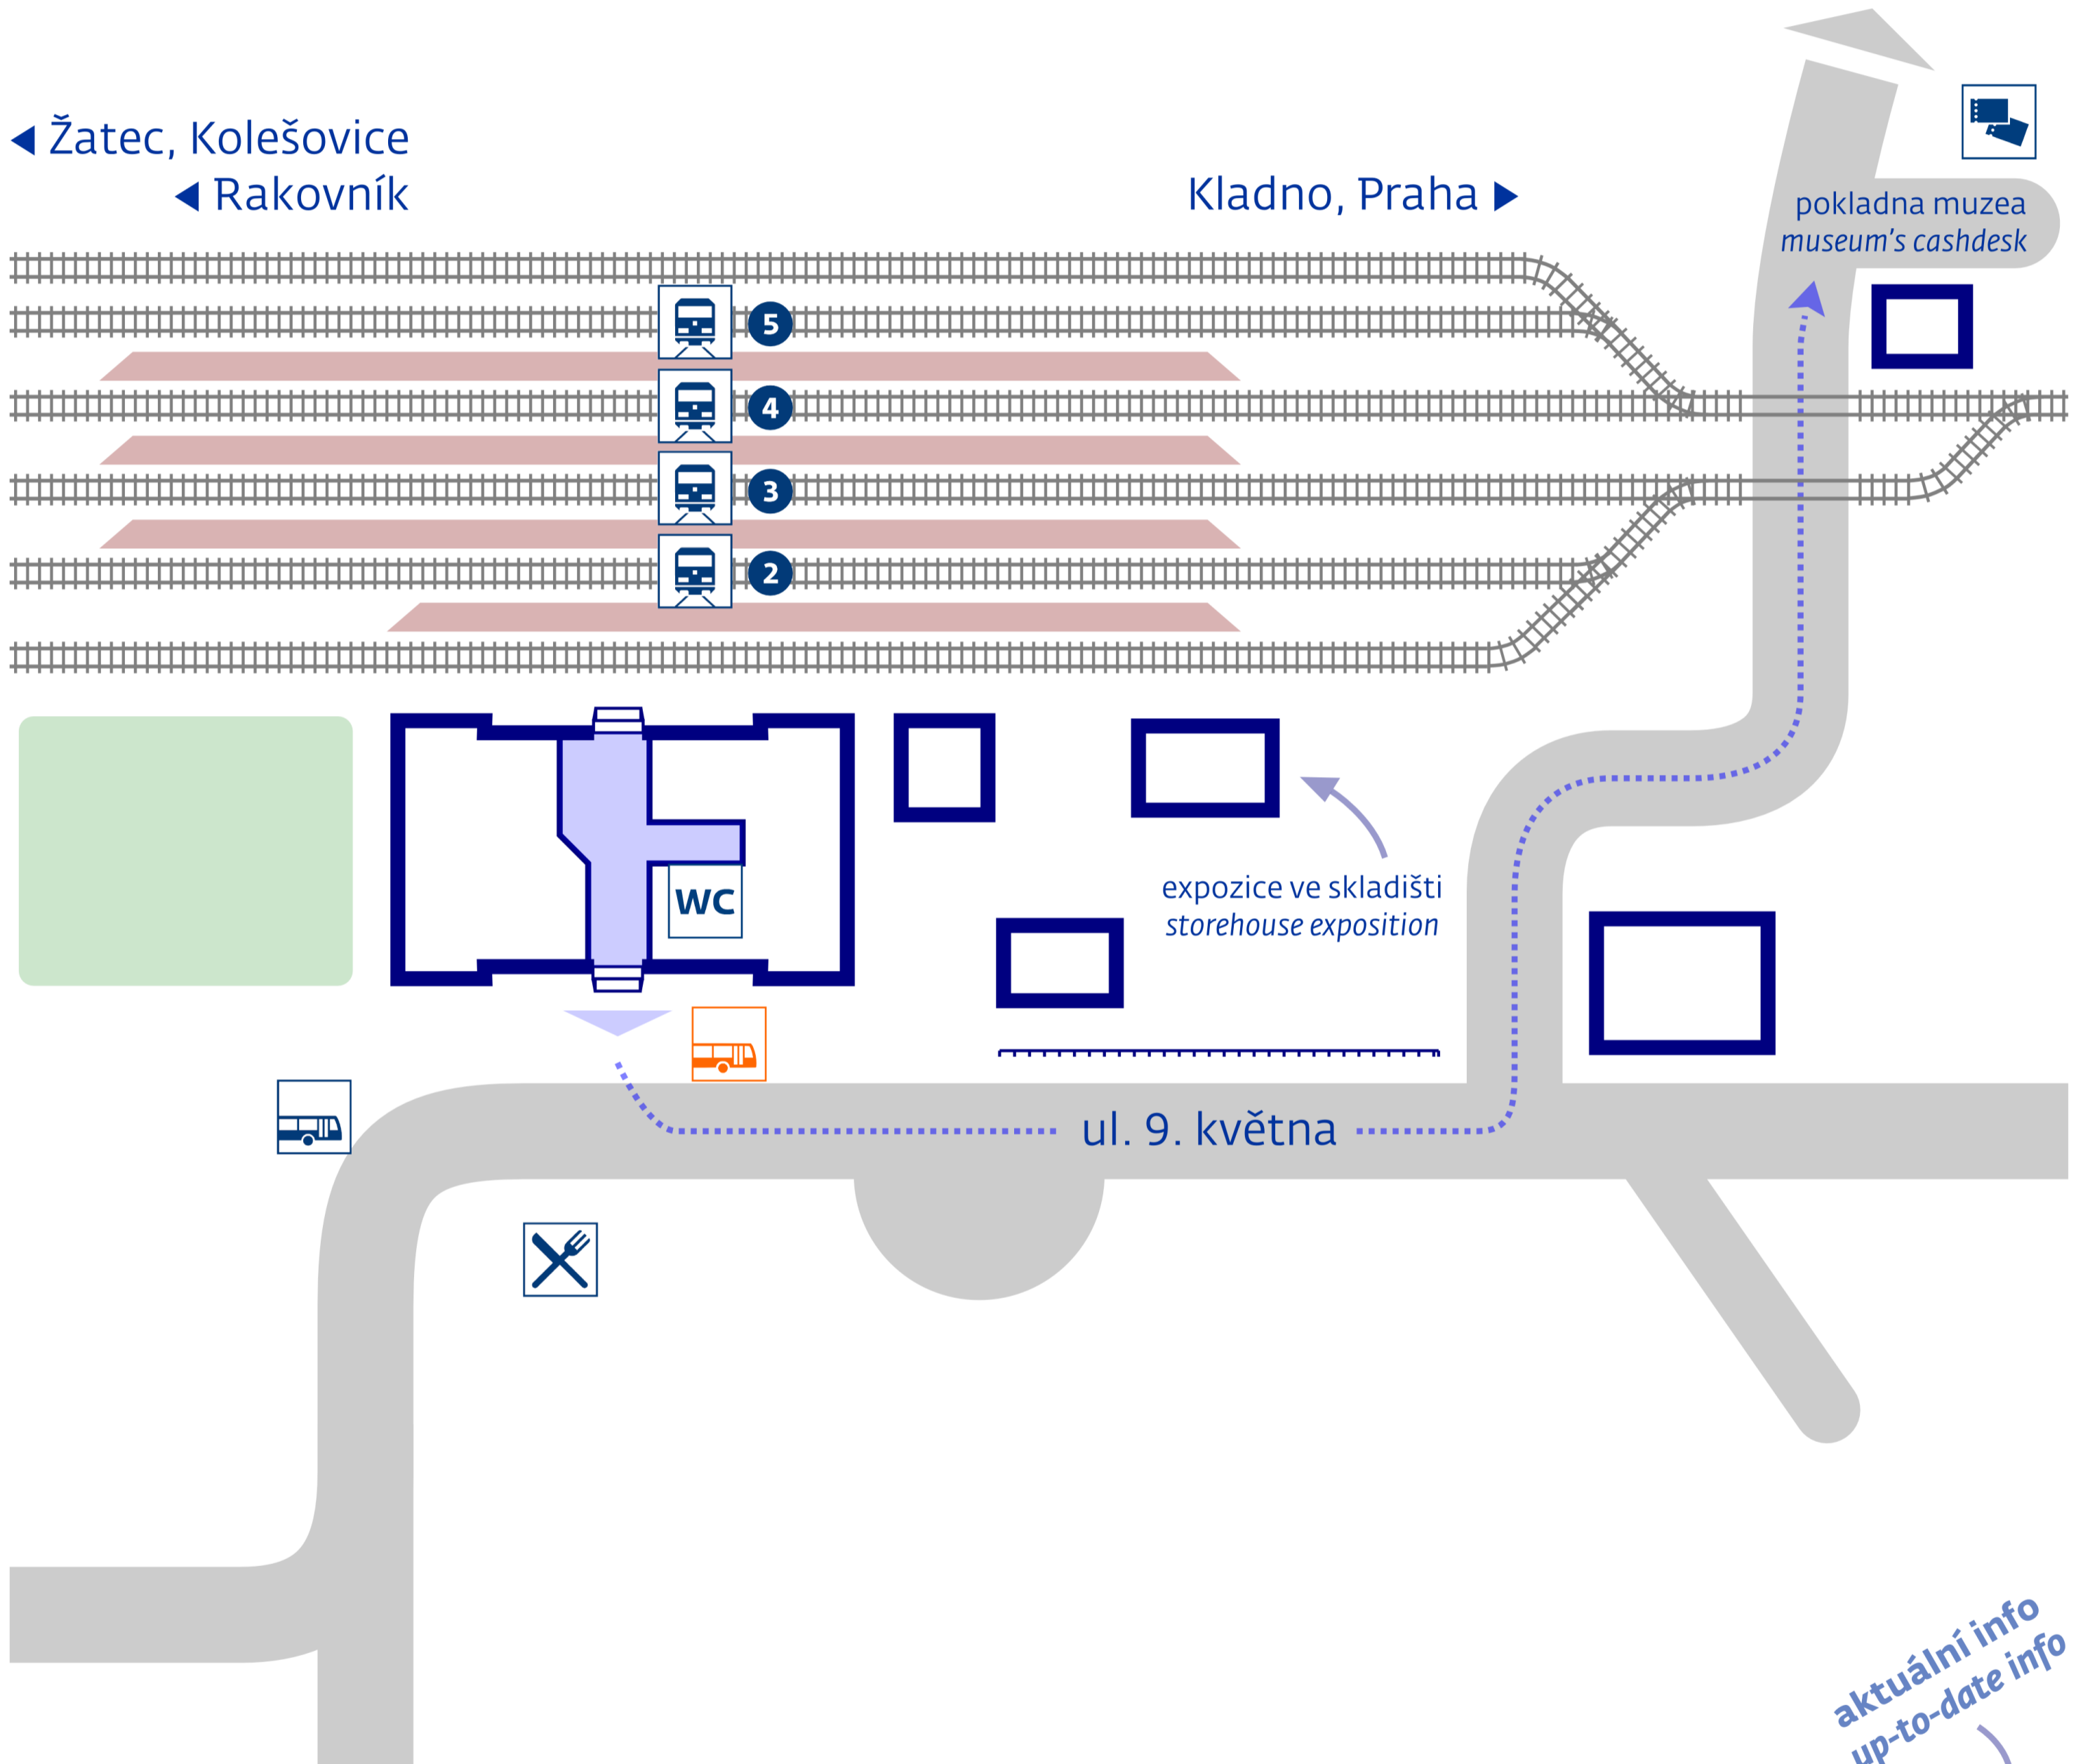 Žatec, Kolešovice
Rakovník
Kladno, Praha
pokladna muzea
museum's cashdesk
5
4
3
2
WC
expozice ve skladišti
storehouse exposition
ul. 9. května
aktuální info
up-to-date info